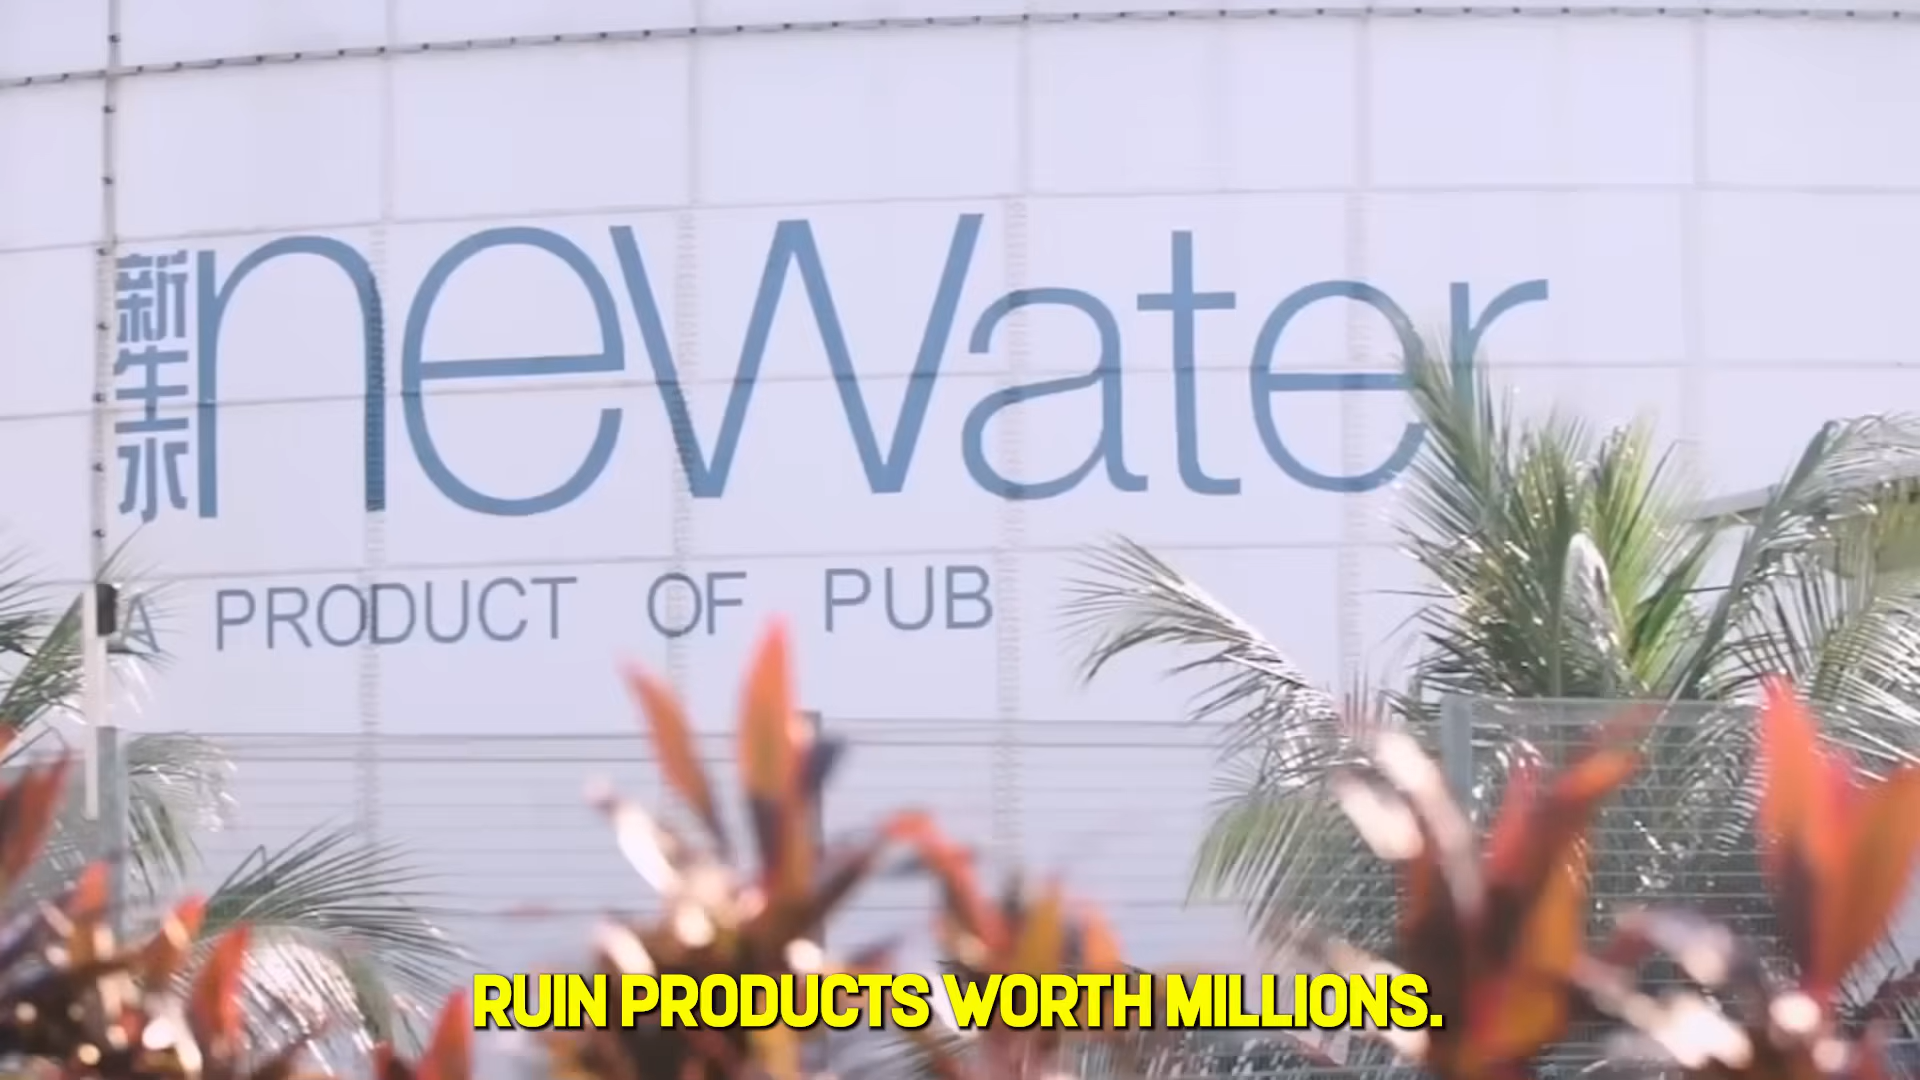 新生水
neWater
A PRODUCT OF PUB
RUIN PRODUCTS WORTH MILLIONS.